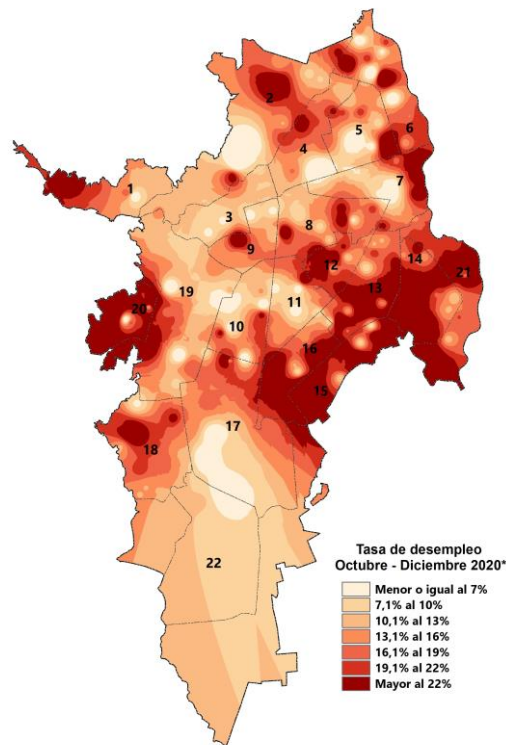 2
6
5
4
7
1
3
8
9
12
14
21
13
19
20
11
10
16
15
17
18
22
Tasa de desempleo
Octubre - Diciembre 2020*
Menor o igual al 7%
7,1% al 10%
10,1% al 13%
13,1% al 16%
16,1% al 19%
19,1% al 22%
Mayor al 22%